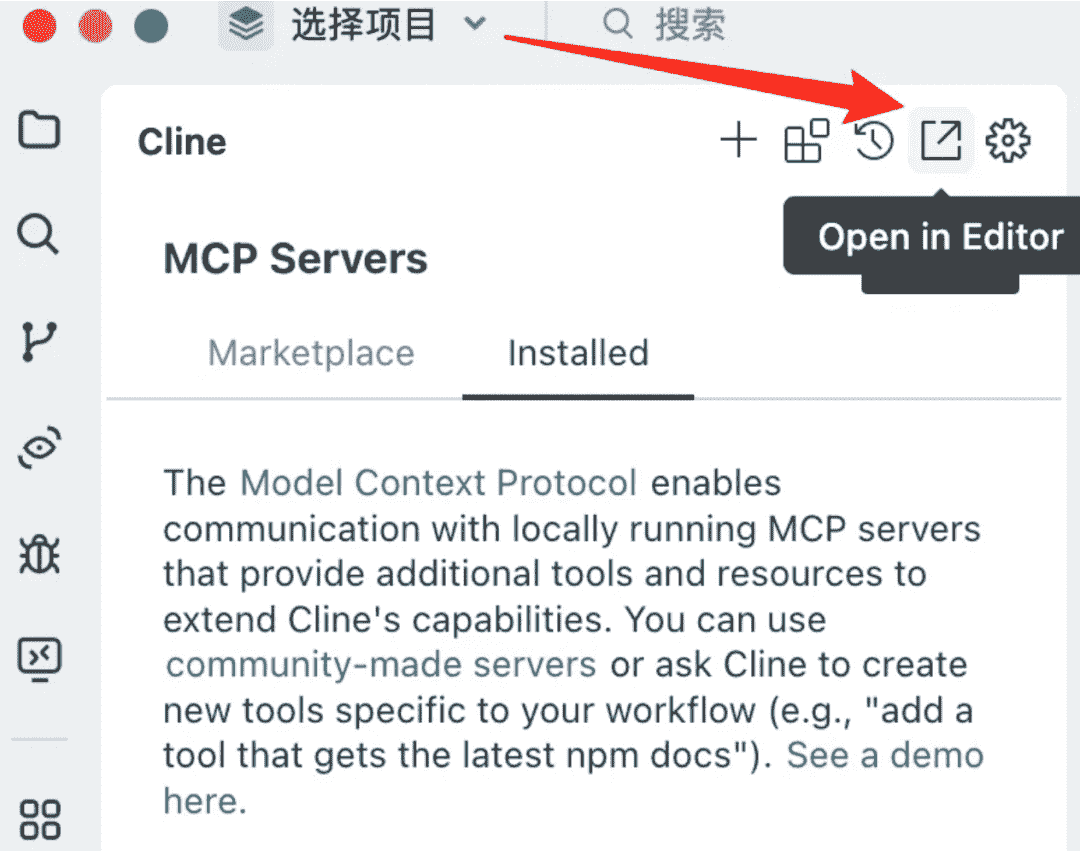 选择项目
搜索
Cline
Open in Editor
MCP Servers
Marketplace
Installed
The Model Context Protocol enables
communication with locally running MCP servers
that provide additional tools and resources to
extend Cline's capabilities. You can use
community-made servers or ask Cline to create
new tools specific to your workflow (e.g., "add a
tool that gets the latest npm docs"). See a demo
here.